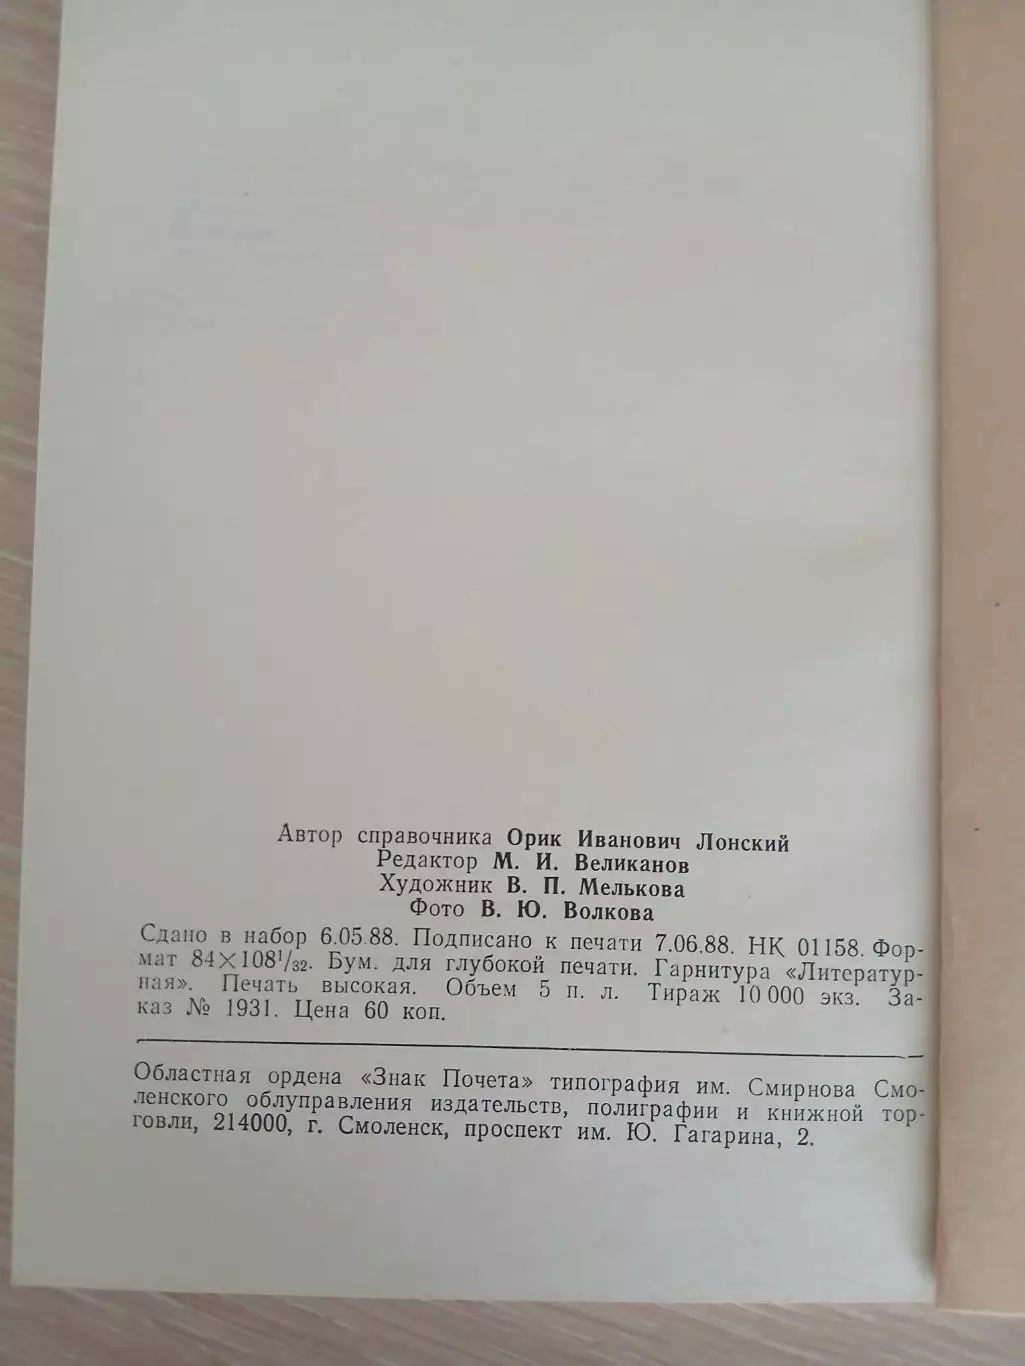 Автор справочника Орик Иванович Лонский
Редактор М. И. Великанов
Художник В. П. Мелькова
Фото В. Ю. Волкова
Сдано в набор 6.05.88. Подписано к печати 7.06.88. НК 01158. Фор-
мат 84×108¹/₃₂. Бум. для глубокой печати. Гарнитура «Литератур-
ная». Печать высокая. Объем 5 п. л. Тираж 10 000 экз. За-
каз № 1931. Цена 60 коп.
Областная ордена «Знак Почета» типография им. Смирнова Смо-
ленского облуправления издательств, полиграфии и книжной тор-
говли, 214000, г. Смоленск, проспект им. Ю. Гагарина, 2.